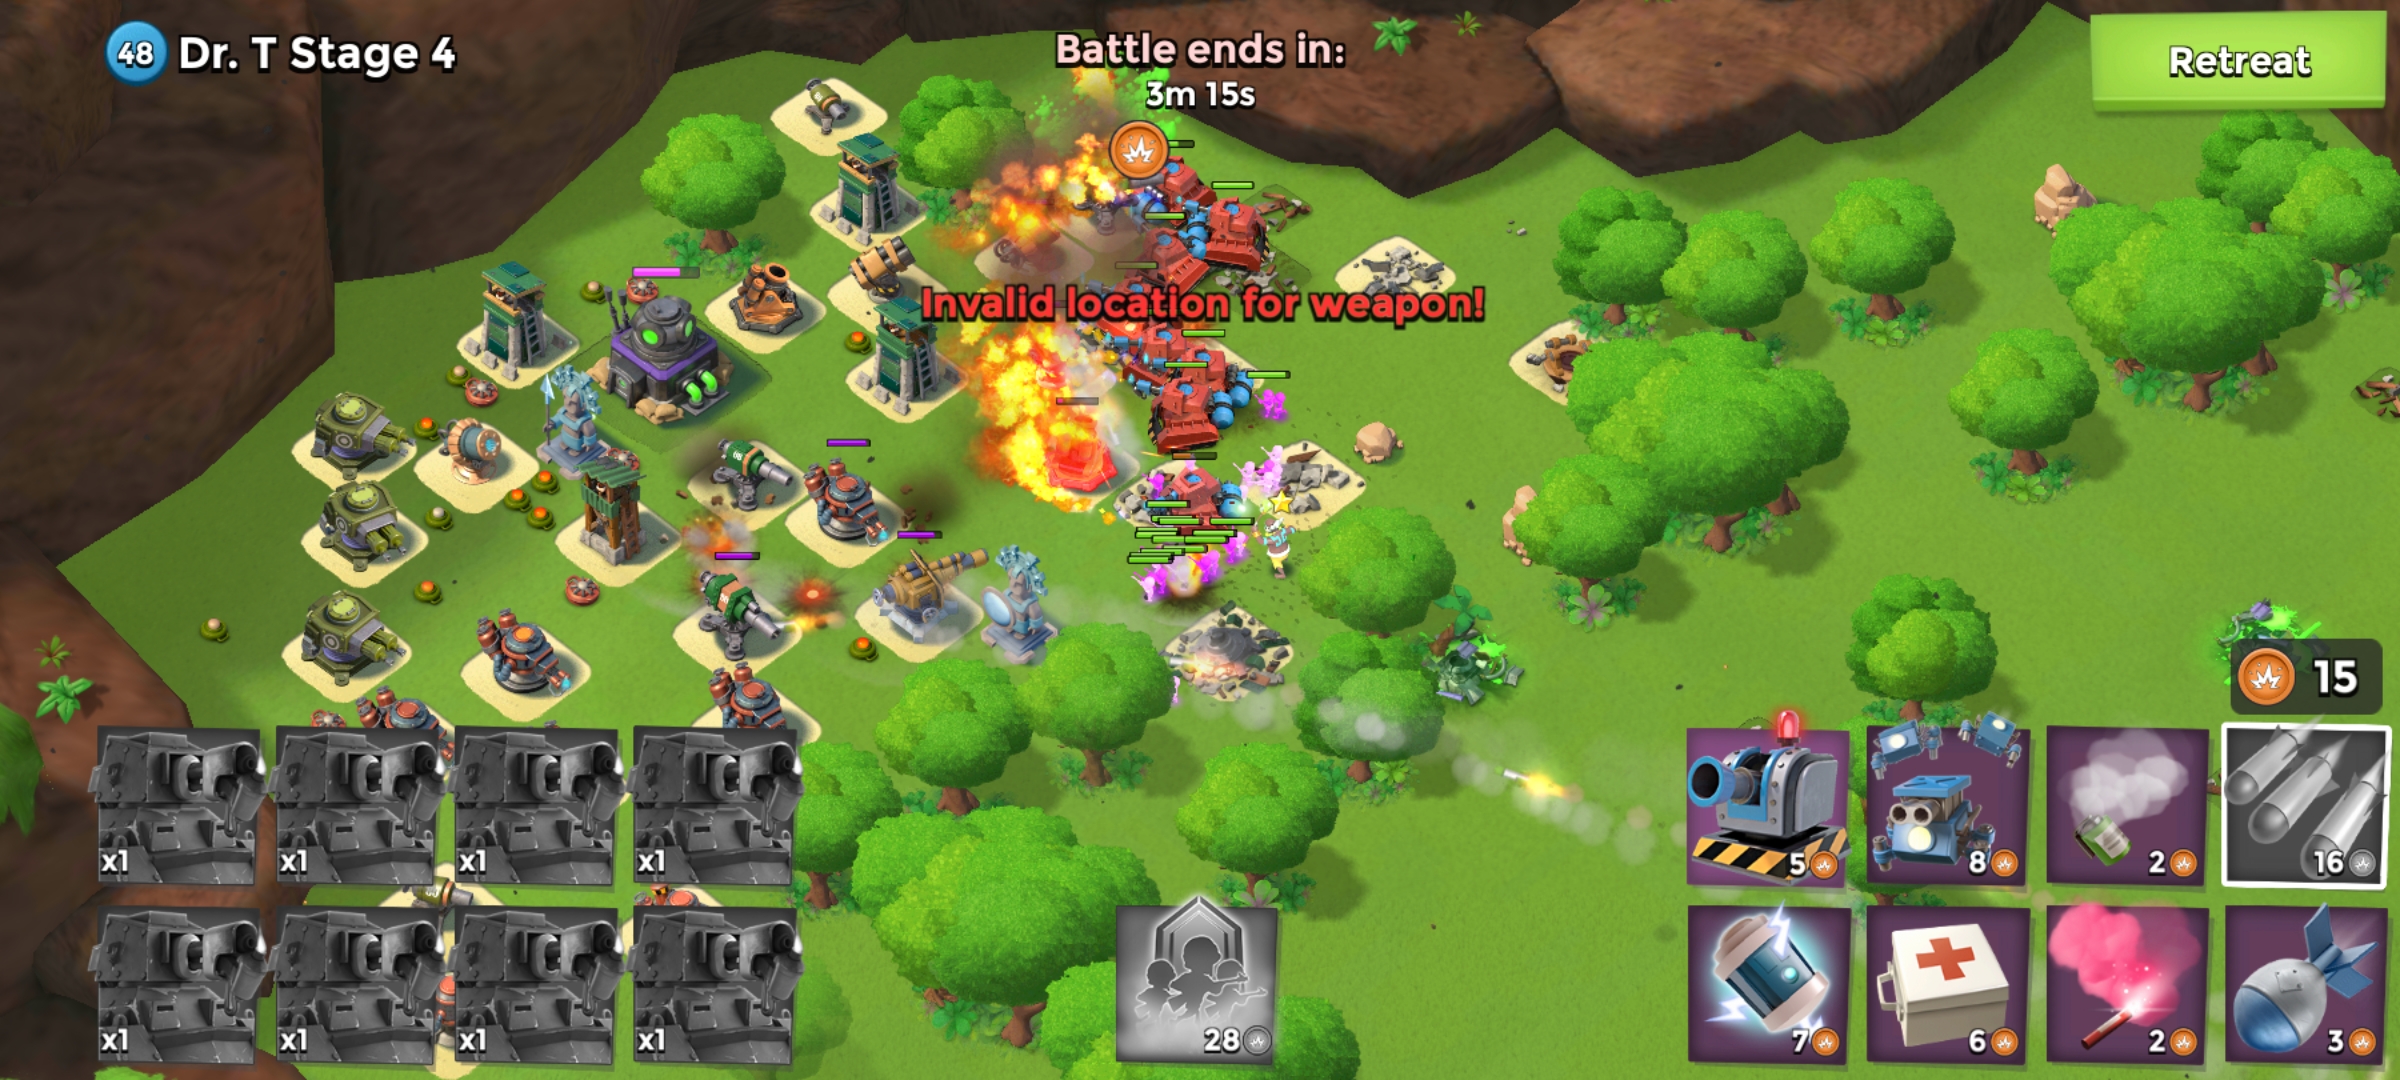 48 Dr. T Stage 4
Battle ends in:
3m 15s
Retreat
Invalid location for weapon!
15
x1 x1 x1 x1
5 8 2 16
x1 x1 x1 x1
28
7 6 2 3